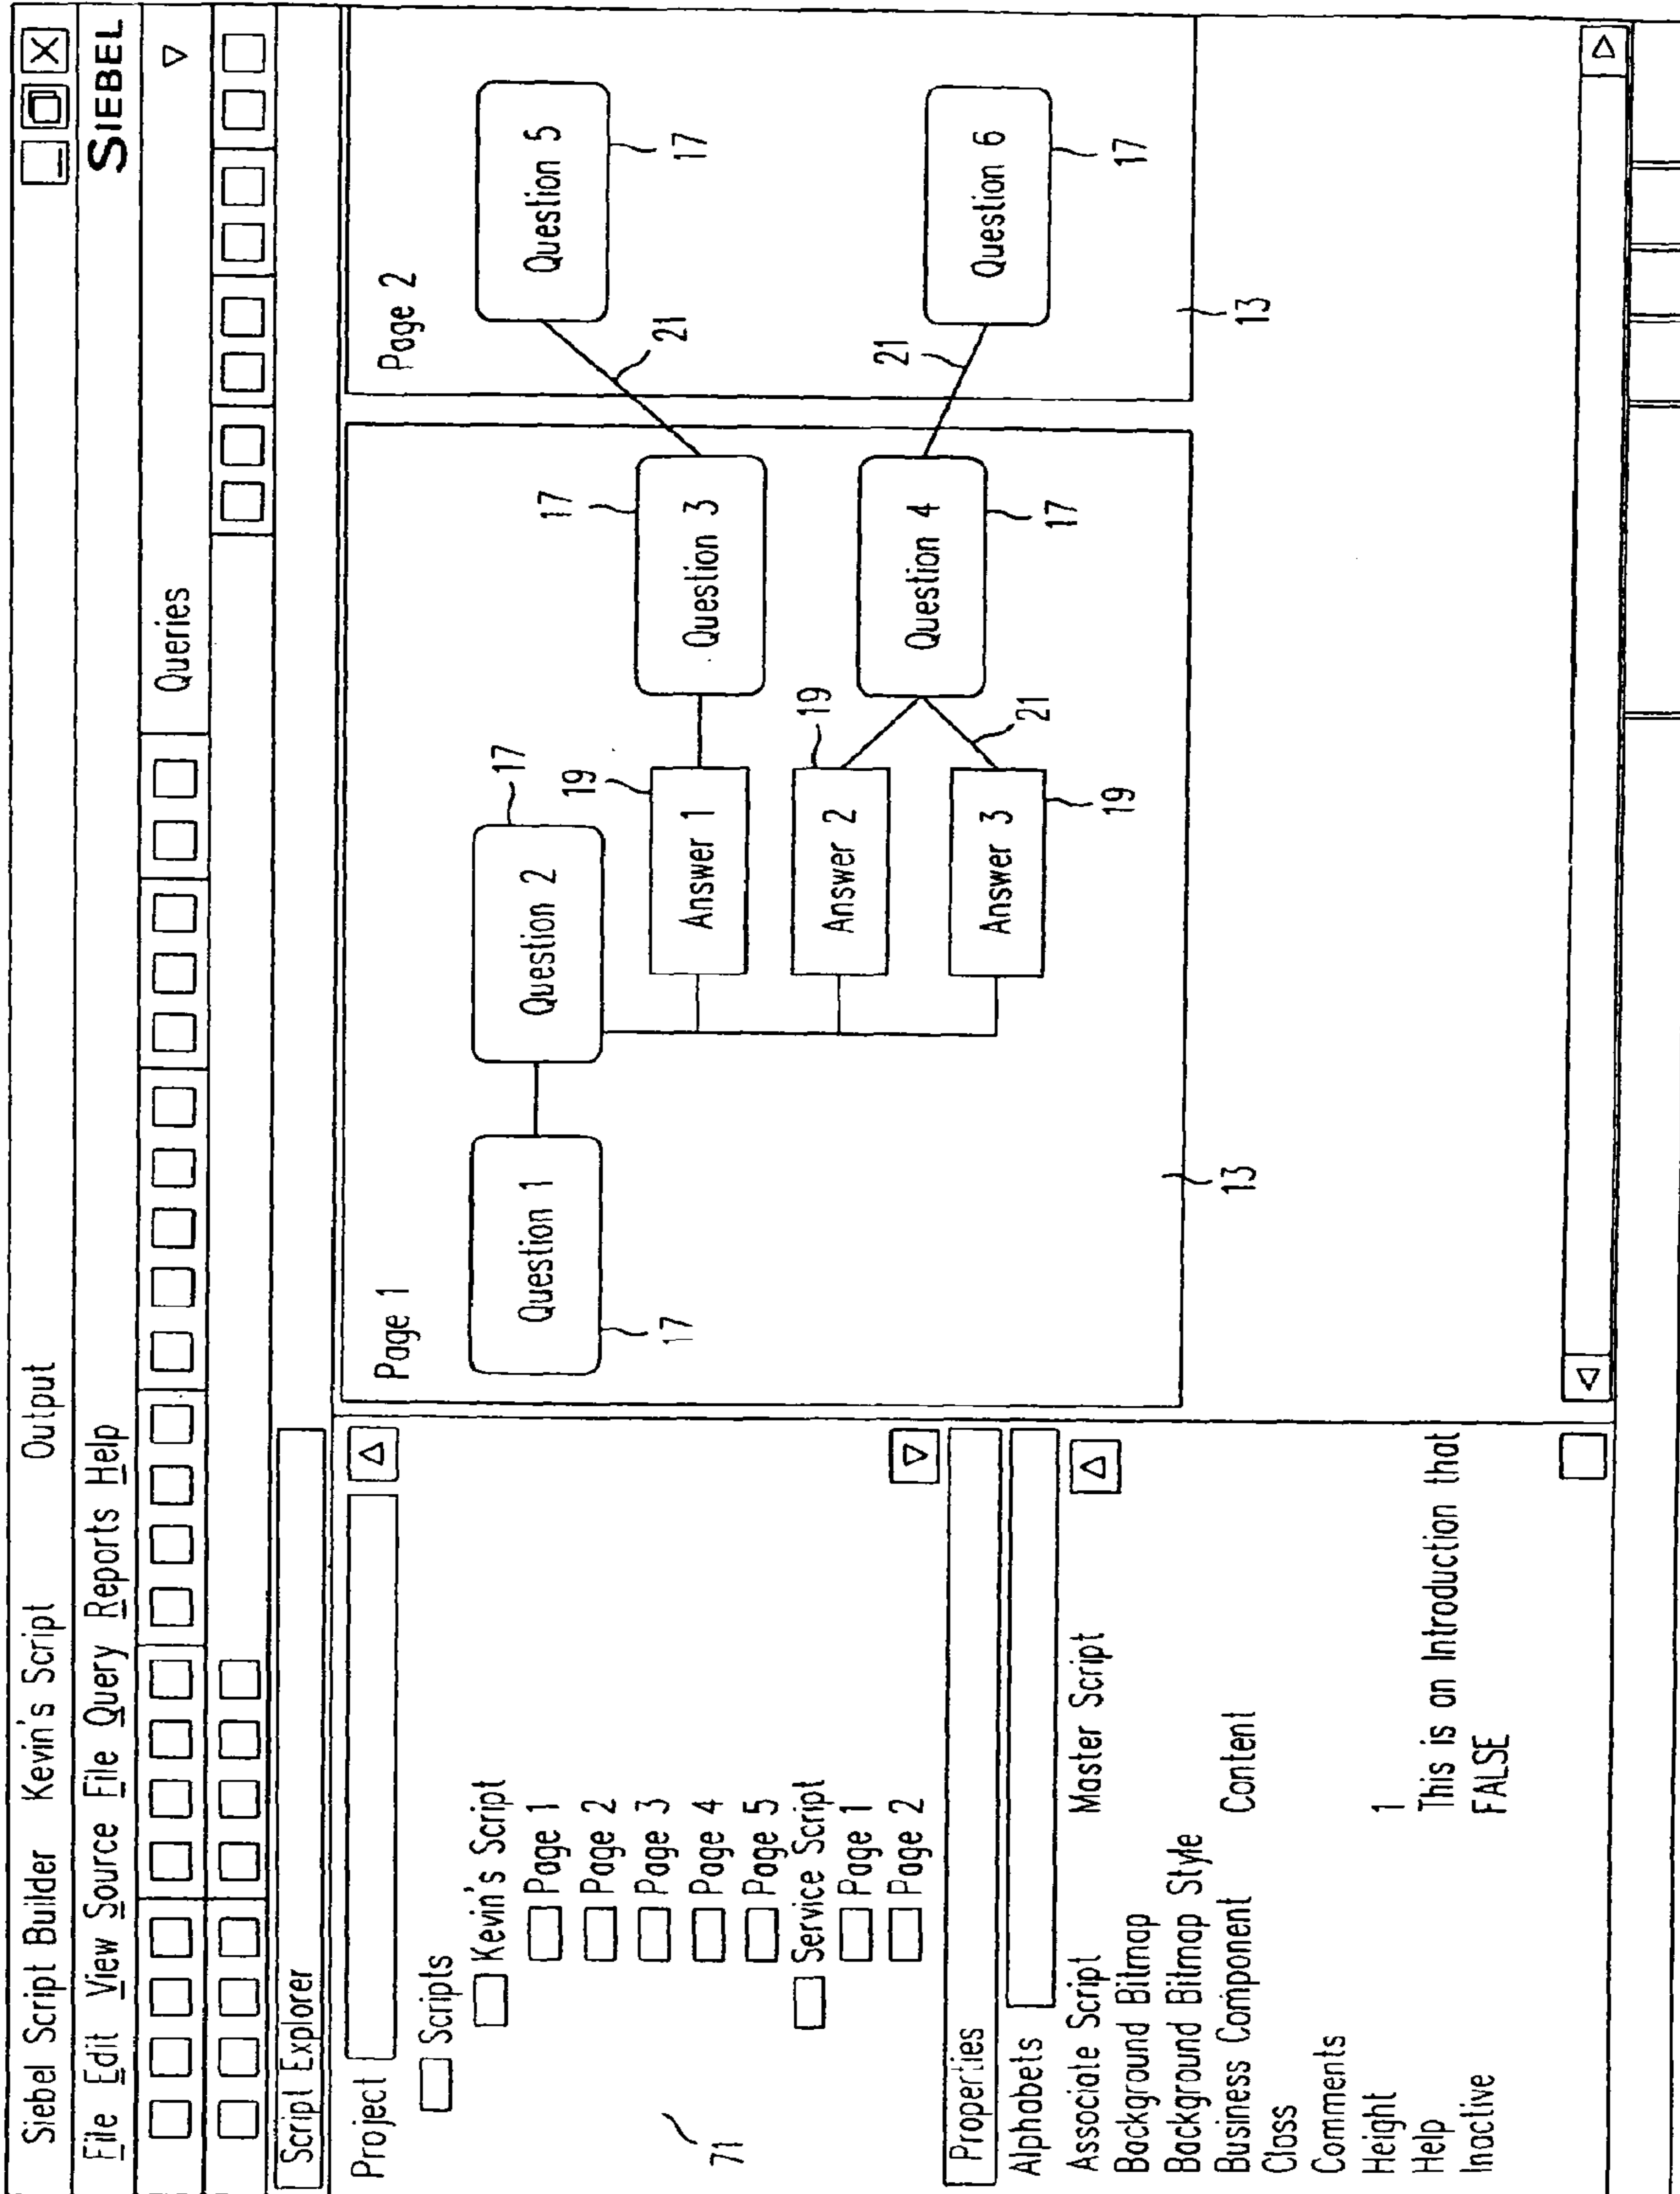 Siebel Script Builder Kevin's Script Output
File Edit View Source File Query Reports Help SIEBEL
Queries
Script Explorer
Project
Scripts
Kevin's Script
Page 1
Page 2
Page 3
Page 4
Page 5
Service Script
Page 1
Page 2
71
Properties
Alphabets
Associate Script Master Script
Background Bitmap
Background Bitmap Style
Business Component Content
Class
Comments
Height 1
Help This is on Introduction that
Inactive FALSE
Page 1
Question 1
17
Question 2
17
Answer 1
19
Answer 2
19
Answer 3
19
21
Question 3
17
Question 4
17
13
Page 2
Question 5
17
21
21
Question 6
17
13